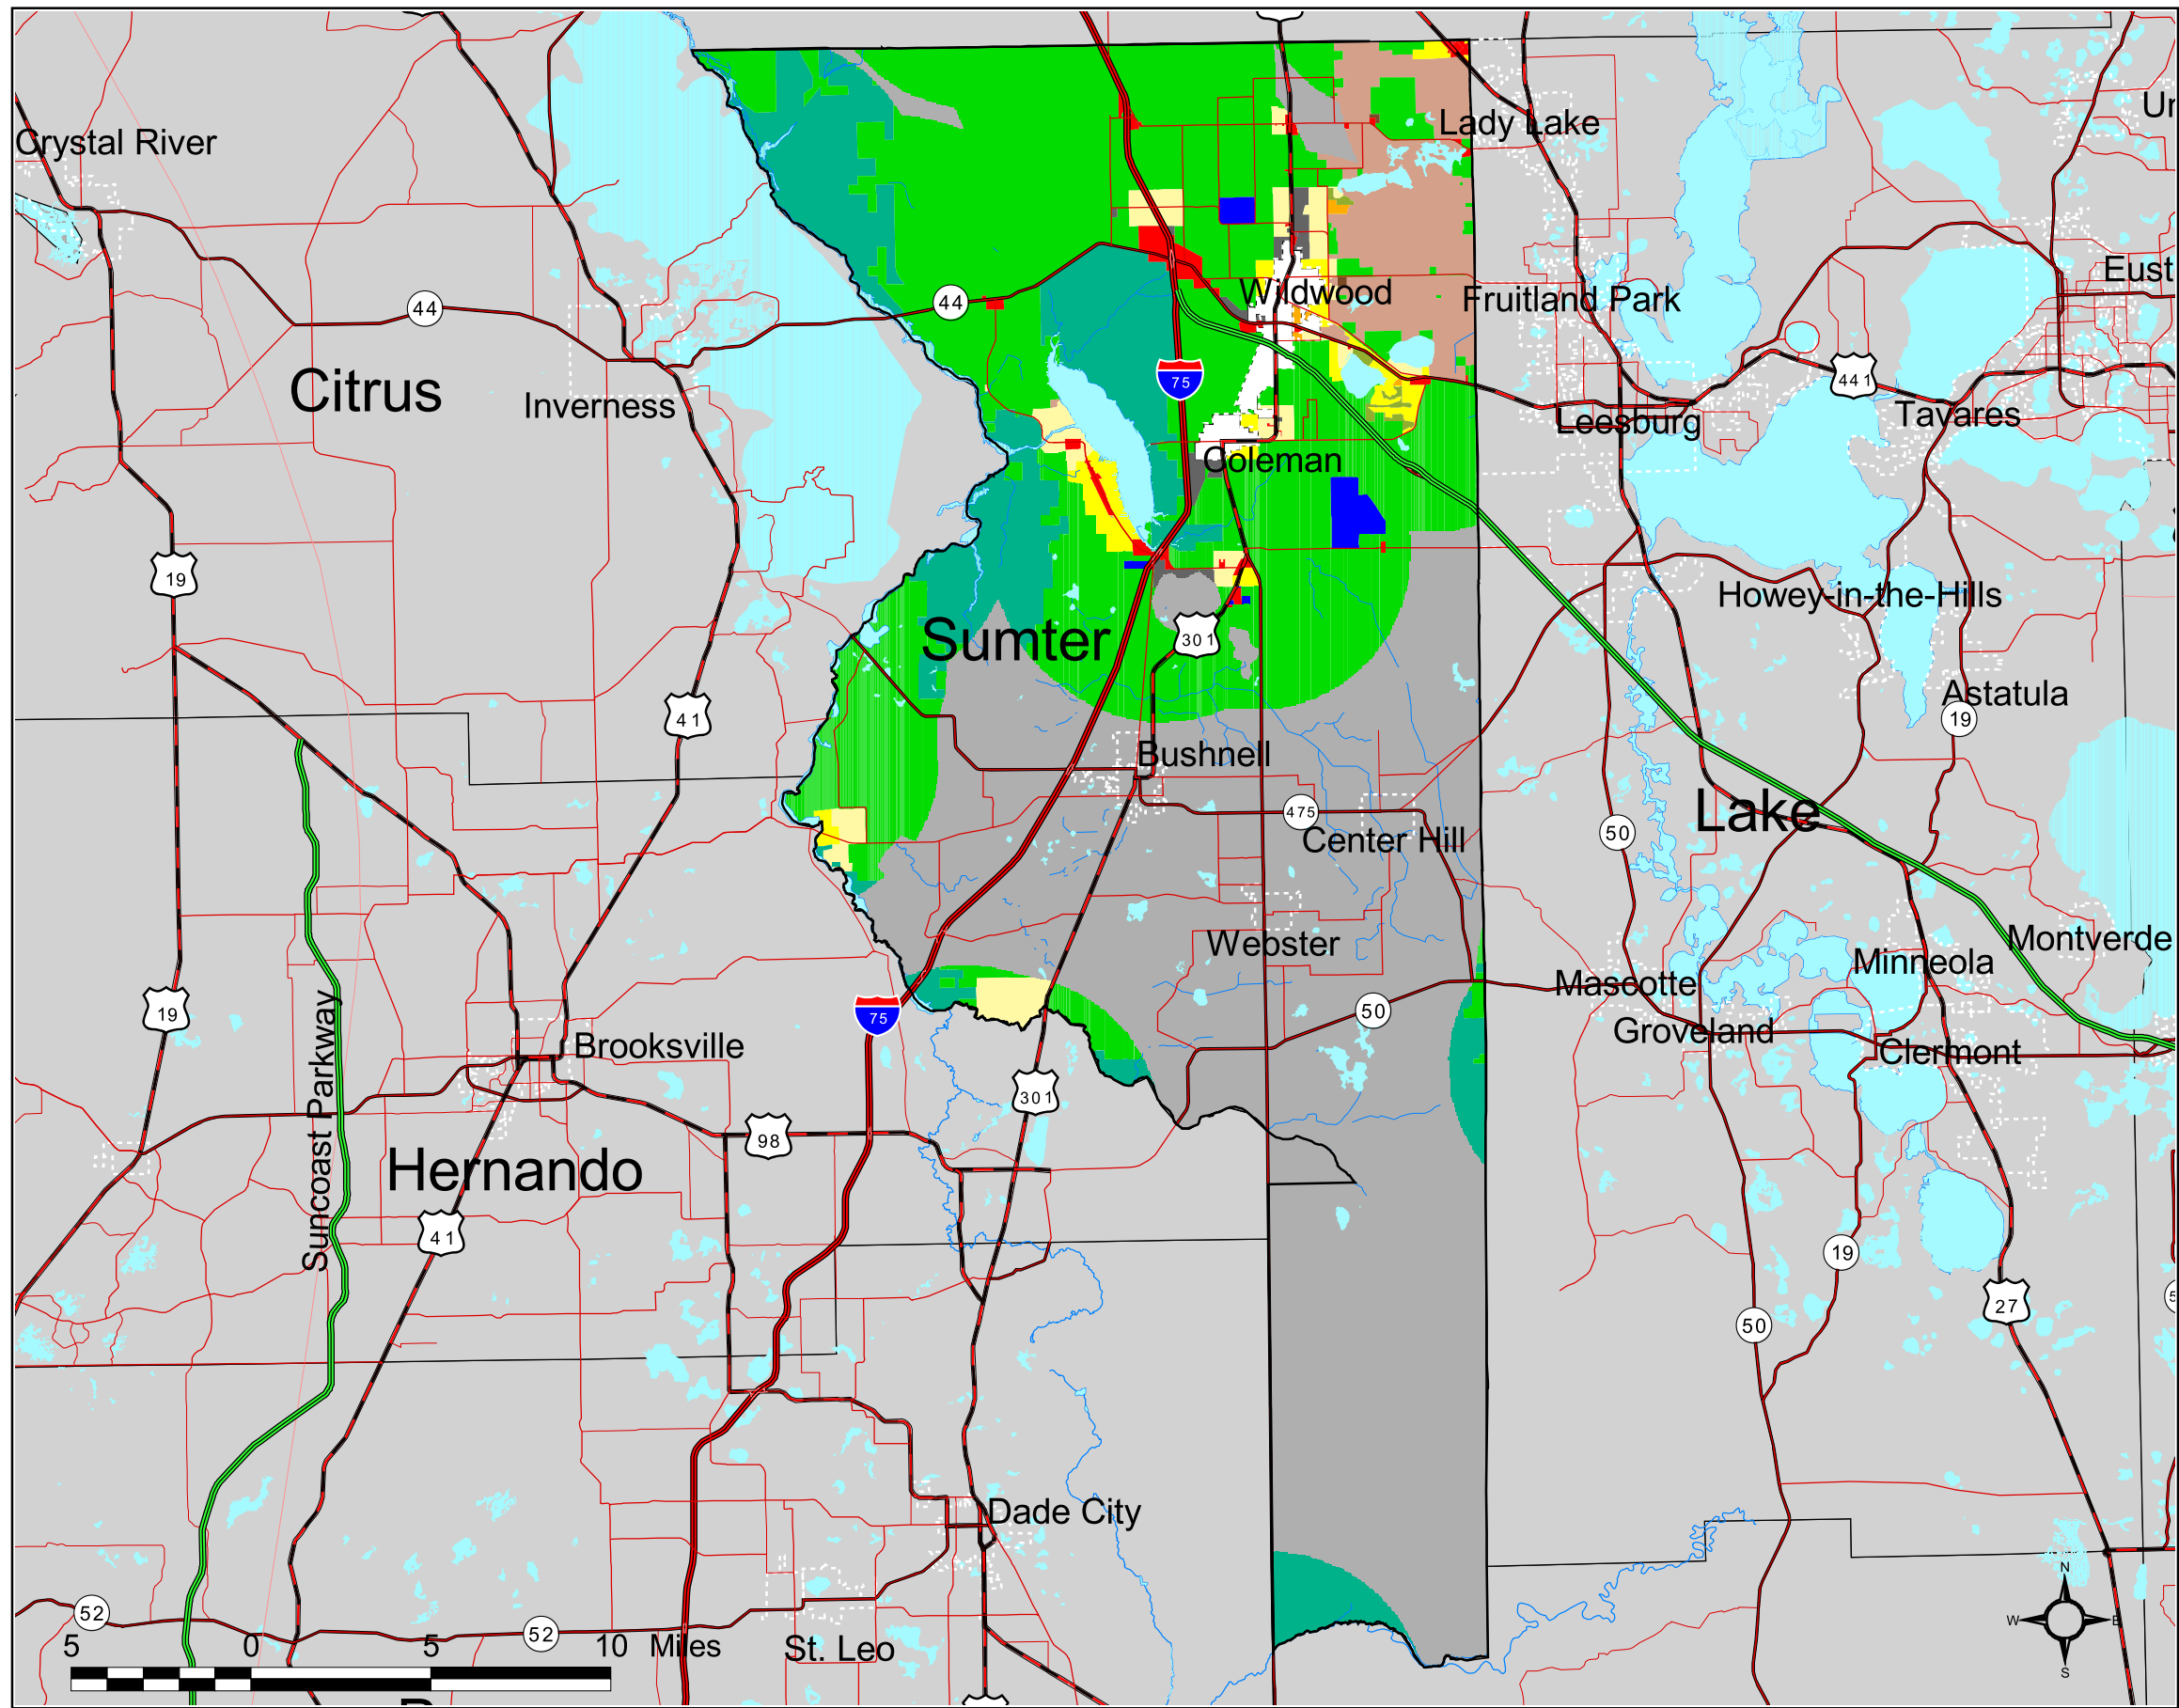 Lady Lake
Ur
Crystal River
Eust
44
44
Wildwood
Fruitland Park
75
441
Citrus
Inverness
Leesburg
Tavares
Coleman
19
Howey-in-the-Hills
Sumter
301
41
Astatula
19
Bushnell
475
Center Hill
Lake
50
Webster
Montverde
Minneola
Mascotte
50
19
75
Groveland
Clermont
Brooksville
301
Suncoast Parkway
98
Hernando
41
19
27
50
Dade City
N
W
E
S
52
52
5 0 5 10 Miles
St. Leo